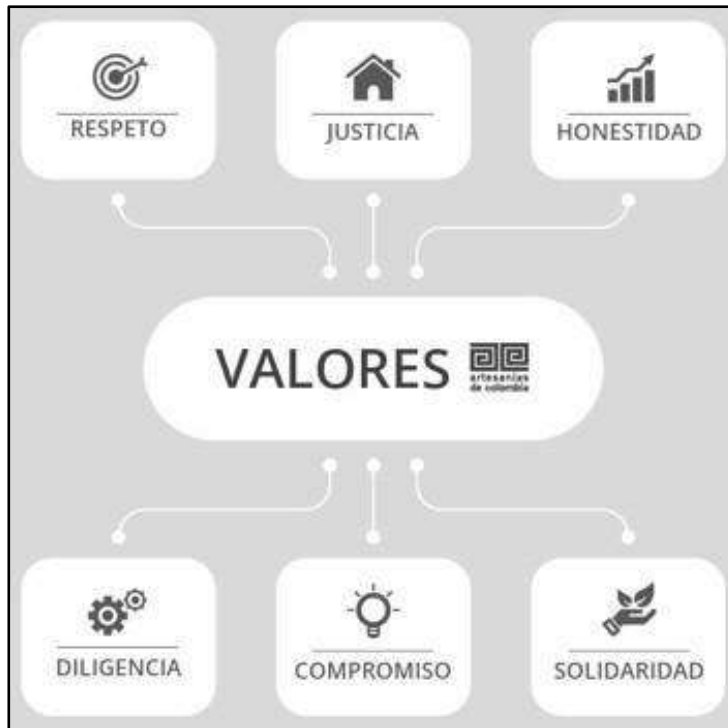 RESPETO
JUSTICIA
HONESTIDAD
VALORES
artesanías
de colombia
DILIGENCIA
COMPROMISO
SOLIDARIDAD